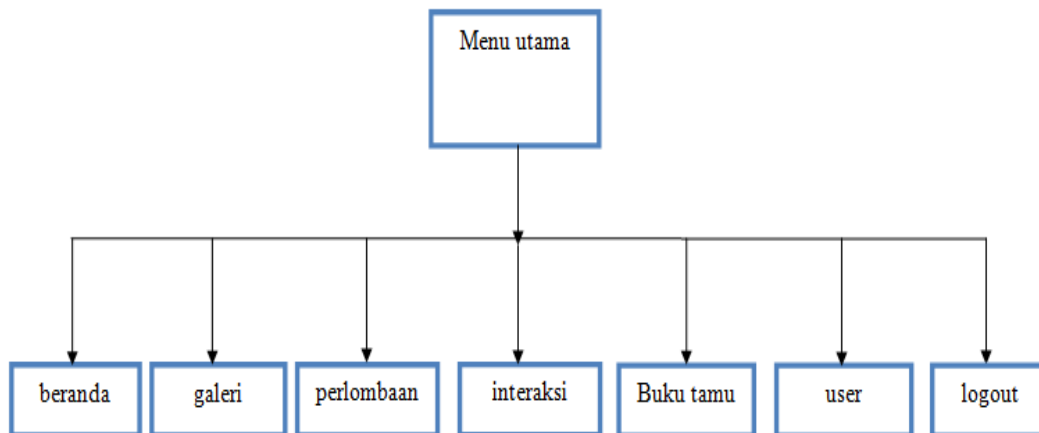 Menu utama
beranda
galeri
perlombaan
interaksi
Buku tamu
user
logout